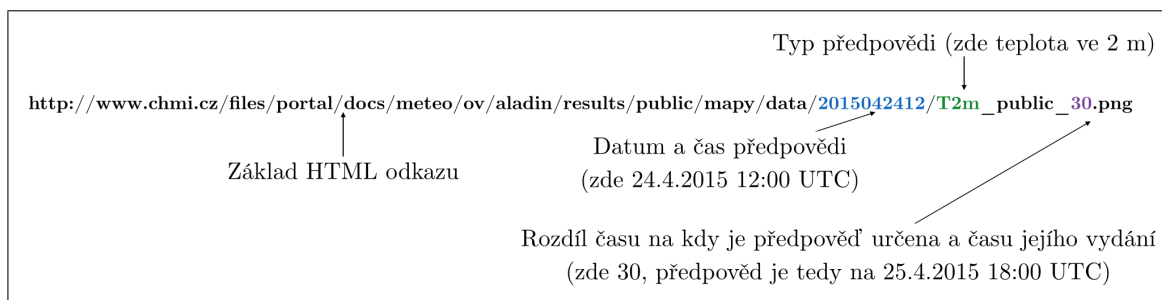 Typ předpovědi (zde teplota ve 2 m)
http://www.chmi.cz/files/portal/docs/meteo/ov/aladin/results/public/mapy/data/2015042412/T2m_public_30.png
Základ HTML odkazu
Datum a čas předpovědi
(zde 24.4.2015 12:00 UTC)
Rozdíl času na kdy je předpověď určena a času jejího vydání
(zde 30, předpověd je tedy na 25.4.2015 18:00 UTC)